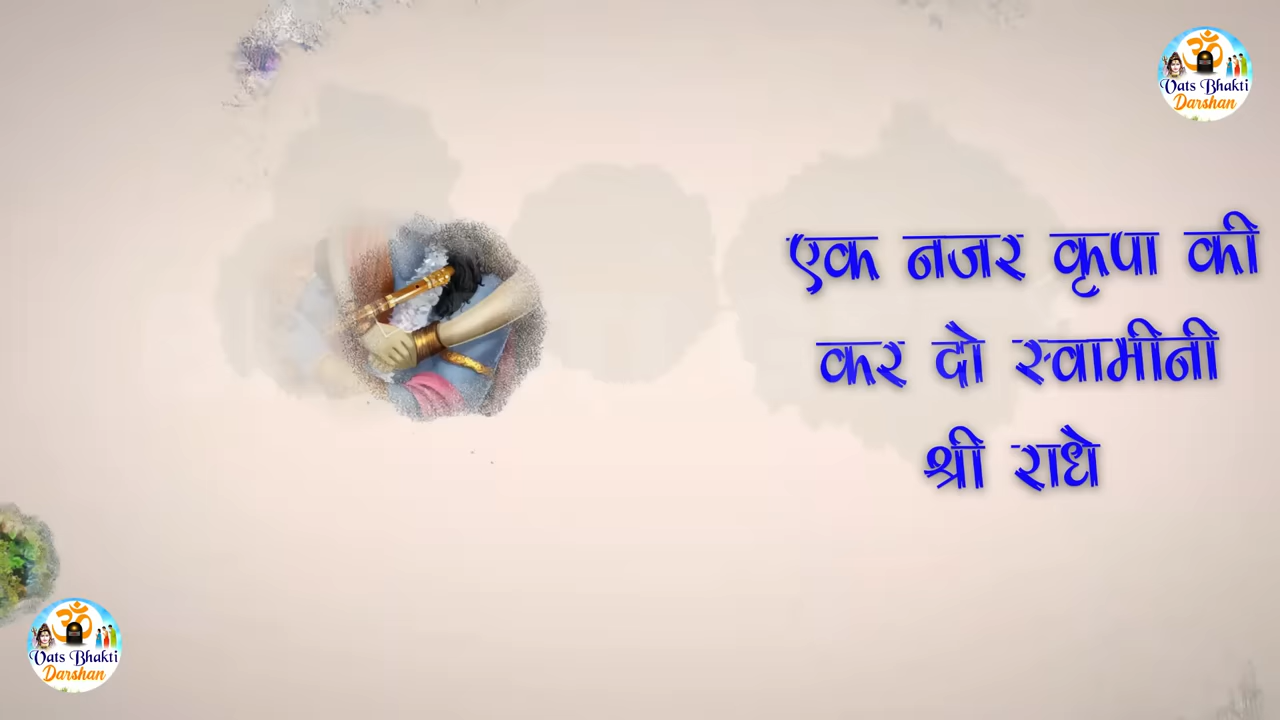 Vats Bhakti
Darshan
एक नजर कृपा की
कर दो स्वामीनी
श्री राधे
Vats Bhakti
Darshan